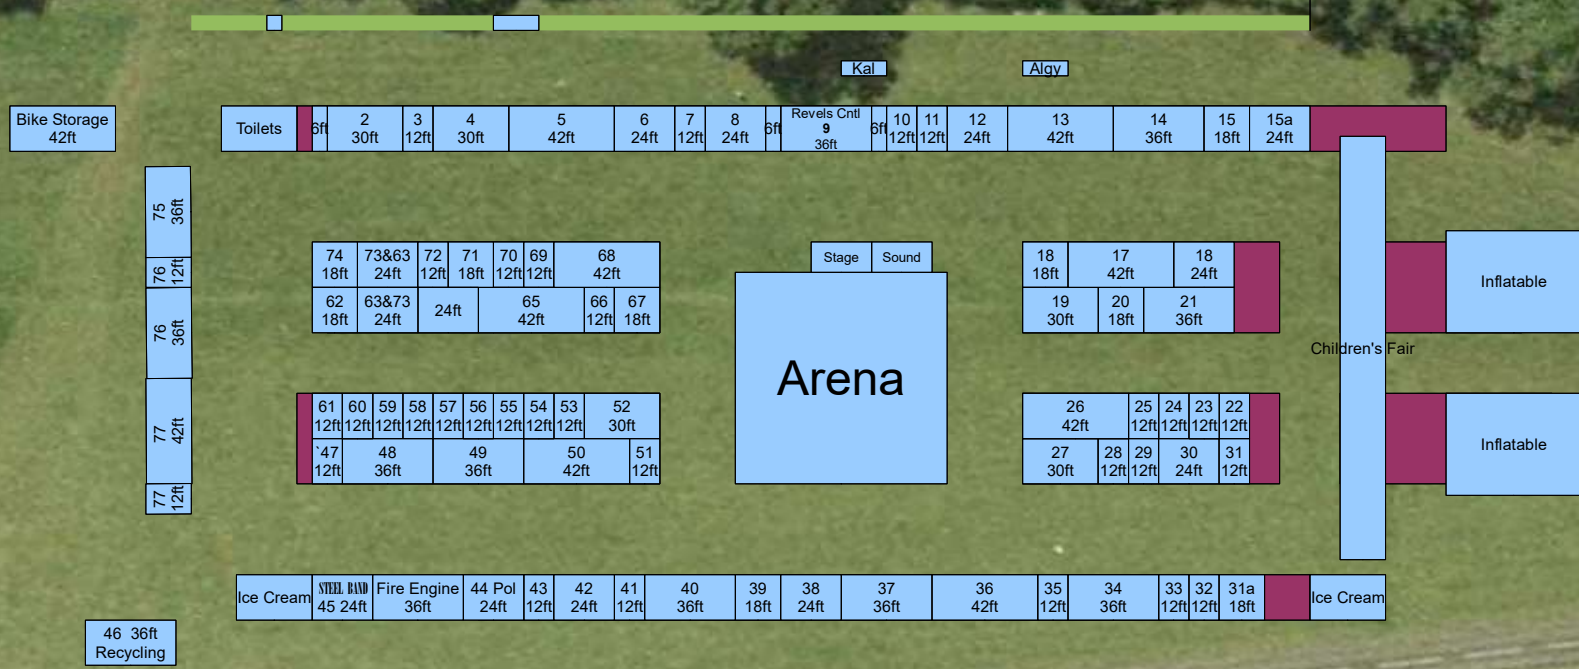 Kal
Algy
Bike Storage
42ft
Toilets
6ft
2
30ft
3
12ft
4
30ft
5
42ft
6
24ft
7
12ft
8
24ft
6ft
Revels Cntl
9
36ft
6ft
10
12ft
11
12ft
12
24ft
13
42ft
14
36ft
15
18ft
15a
24ft
75
36ft
76
12ft
76
36ft
77
42ft
77
12ft
74
18ft
73&63
24ft
72
12ft
71
18ft
70
12ft
69
12ft
68
42ft
62
18ft
63&73
24ft
24ft
65
42ft
66
12ft
67
18ft
Stage
Sound
Arena
18
18ft
17
42ft
18
24ft
19
30ft
20
18ft
21
36ft
Inflatable
Children's Fair
61
12ft
60
12ft
59
12ft
58
12ft
57
12ft
56
12ft
55
12ft
54
12ft
53
12ft
52
30ft
`47
12ft
48
36ft
49
36ft
50
42ft
51
12ft
26
42ft
25
12ft
24
12ft
23
12ft
22
12ft
27
30ft
28
12ft
29
12ft
30
24ft
31
12ft
Inflatable
Ice Cream
STEEL BAND
45 24ft
Fire Engine
36ft
44 Pol
24ft
43
12ft
42
24ft
41
12ft
40
36ft
39
18ft
38
24ft
37
36ft
36
42ft
35
12ft
34
36ft
33
12ft
32
12ft
31a
18ft
Ice Cream
46 36ft
Recycling